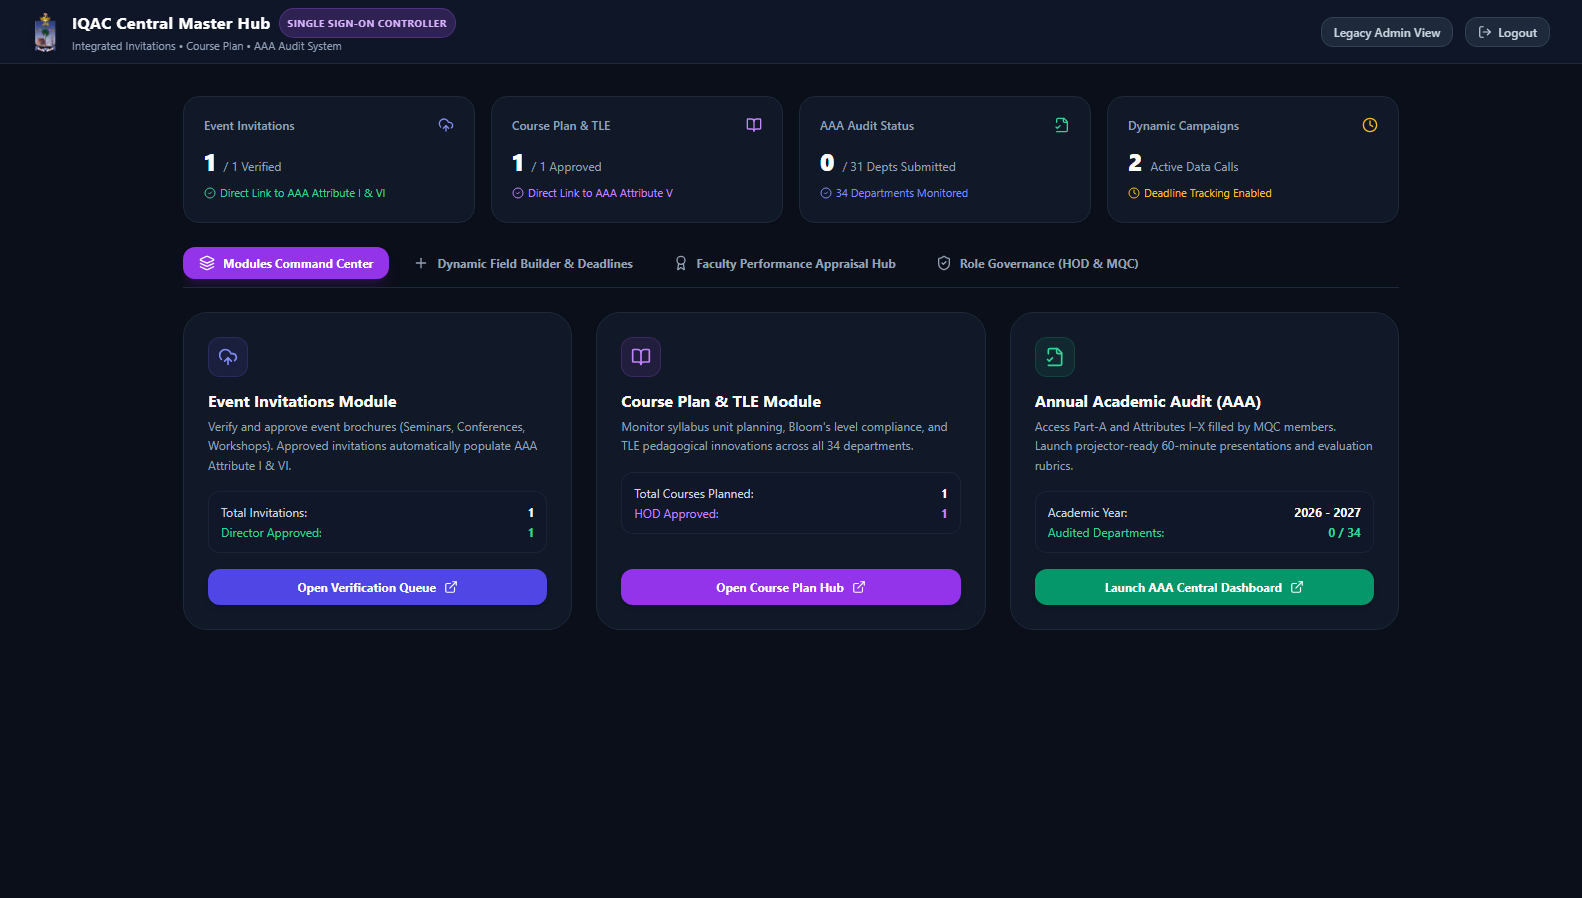 IQAC Central Master Hub
SINGLE SIGN-ON CONTROLLER
Integrated Invitations • Course Plan • AAA Audit System
Legacy Admin View
Logout
Event Invitations
1 / 1 Verified
Direct Link to AAA Attribute I & VI
Course Plan & TLE
1 / 1 Approved
Direct Link to AAA Attribute V
AAA Audit Status
0 / 31 Depts Submitted
34 Departments Monitored
Dynamic Campaigns
2 Active Data Calls
Deadline Tracking Enabled
Modules Command Center
Dynamic Field Builder & Deadlines
Faculty Performance Appraisal Hub
Role Governance (HOD & MQC)
Event Invitations Module
Verify and approve event brochures (Seminars, Conferences,
Workshops). Approved invitations automatically populate AAA
Attribute I & VI.
Total Invitations: 1
Director Approved: 1
Open Verification Queue
Course Plan & TLE Module
Monitor syllabus unit planning, Bloom's level compliance, and
TLE pedagogical innovations across all 34 departments.
Total Courses Planned: 1
HOD Approved: 1
Open Course Plan Hub
Annual Academic Audit (AAA)
Access Part-A and Attributes I–X filled by MQC members.
Launch projector-ready 60-minute presentations and evaluation
rubrics.
Academic Year: 2026 - 2027
Audited Departments: 0 / 34
Launch AAA Central Dashboard